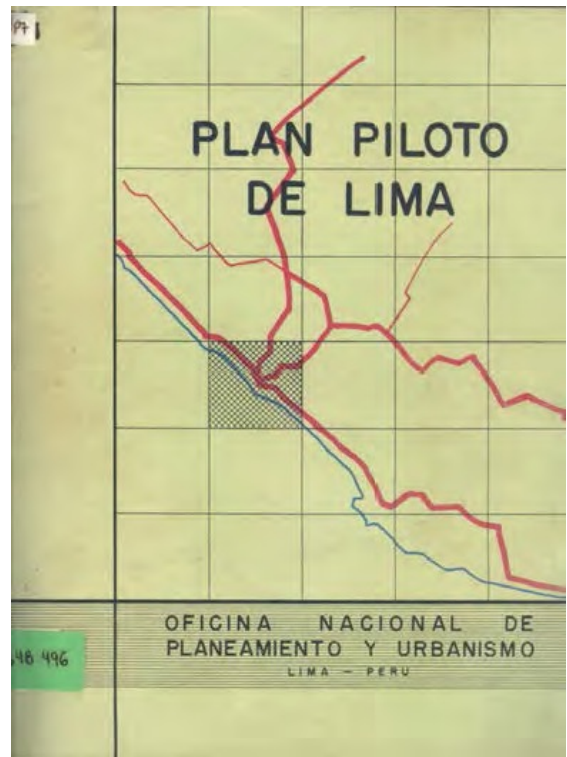 PLAN PILOTO
DE LIMA
OFICINA NACIONAL DE
PLANEAMIENTO Y URBANISMO
LIMA – PERU